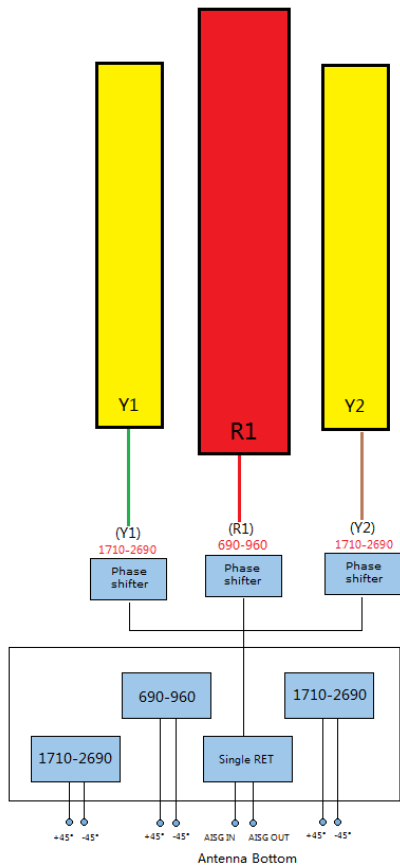 Y1
R1
Y2
(Y1)
1710-2690
Phase
shifter
(R1)
690-960
Phase
shifter
(Y2)
1710-2690
Phase
shifter
690-960
1710-2690
1710-2690
Single RET
+45° -45°
+45° -45°
AISG IN AISG OUT
+45° -45°
Antenna Bottom